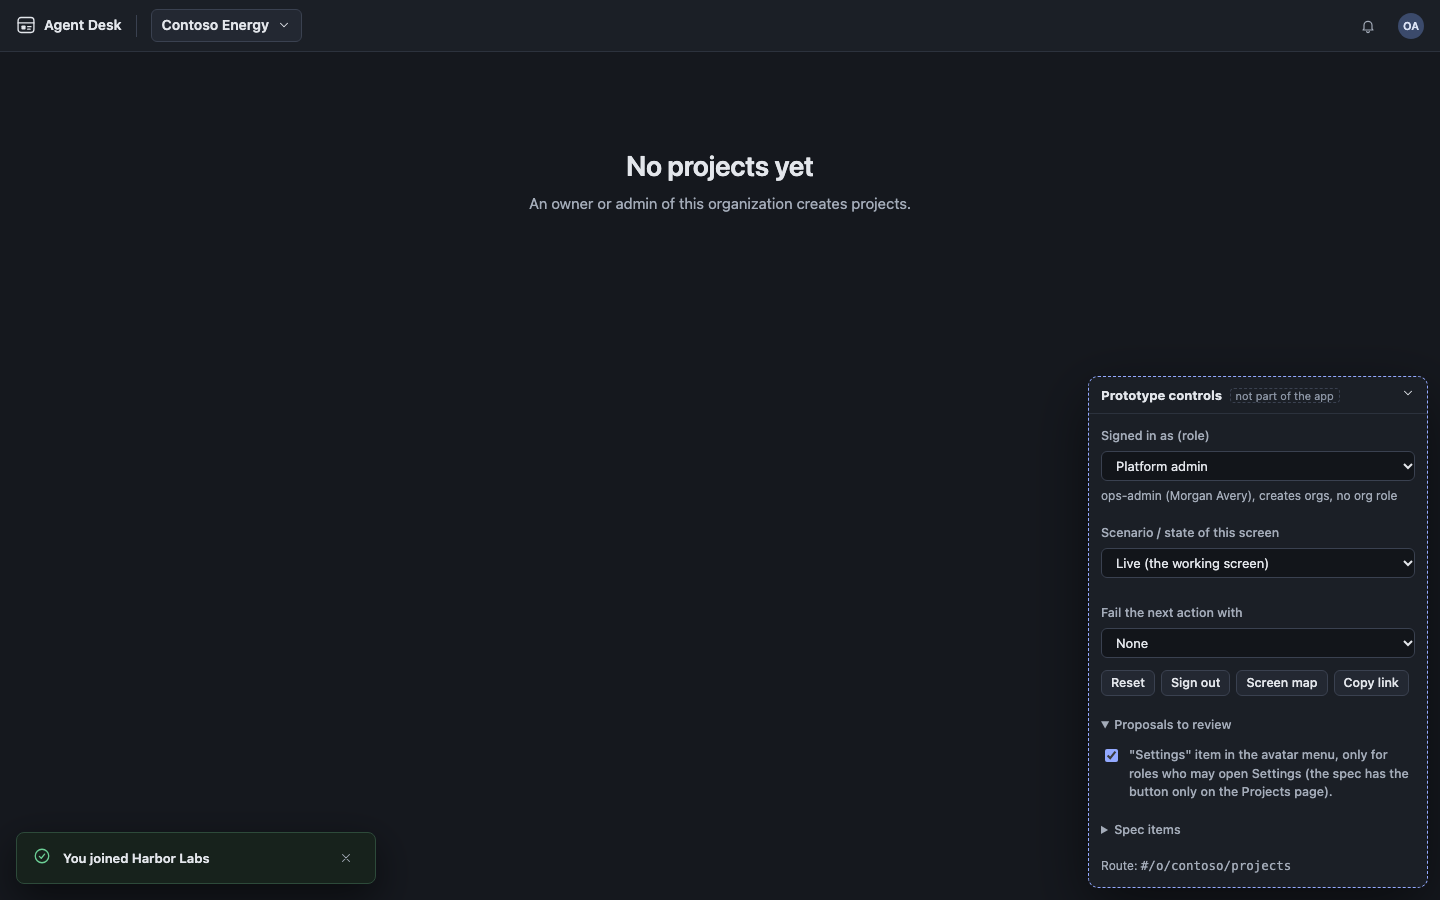 Agent Desk
Contoso Energy
OA
No projects yet
An owner or admin of this organization creates projects.
Prototype controls not part of the app
Signed in as (role)
Platform admin
ops-admin (Morgan Avery), creates orgs, no org role
Scenario / state of this screen
Live (the working screen)
Fail the next action with
None
Reset Sign out Screen map Copy link
Proposals to review
"Settings" item in the avatar menu, only for
roles who may open Settings (the spec has the
button only on the Projects page).
Spec items
Route: #/o/contoso/projects
You joined Harbor Labs